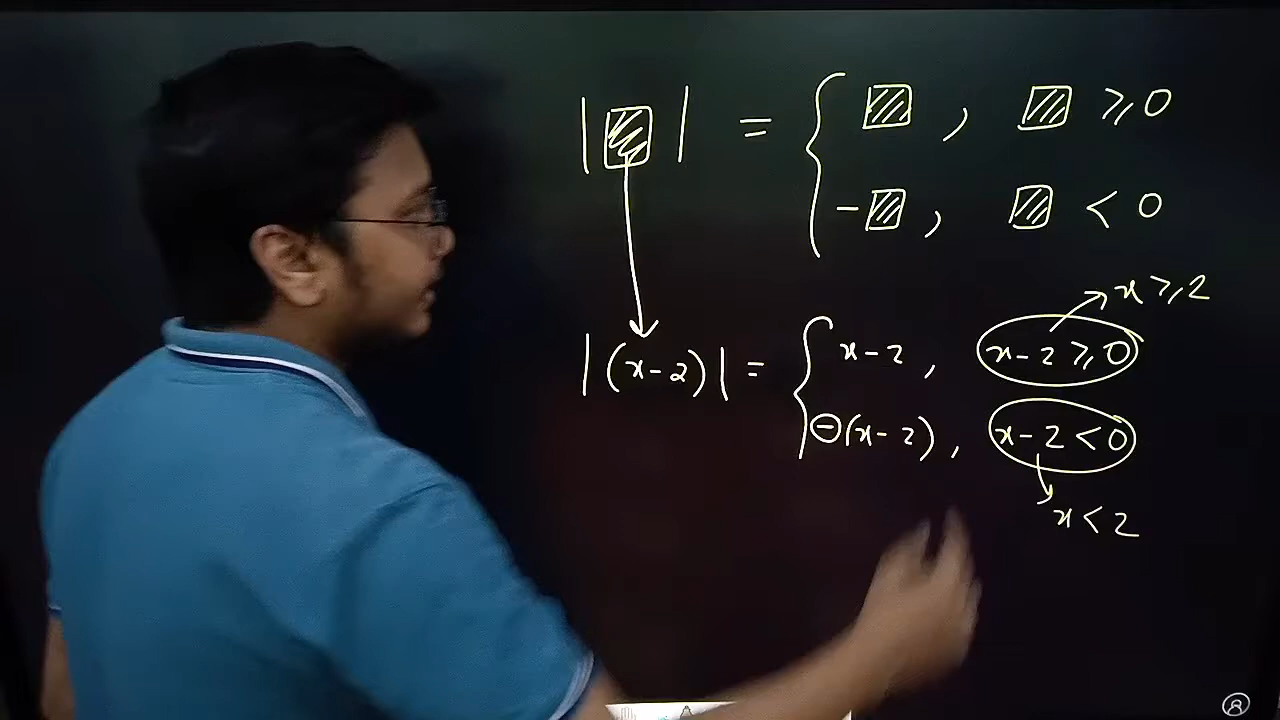 |▨| = { ▨ , ▨ ⩾ 0
-▨ , ▨ < 0
x ⩾ 2
|(x-2)| = { x-2 , x-2 ⩾ 0
⊖(x-2) , x-2 < 0
x < 2